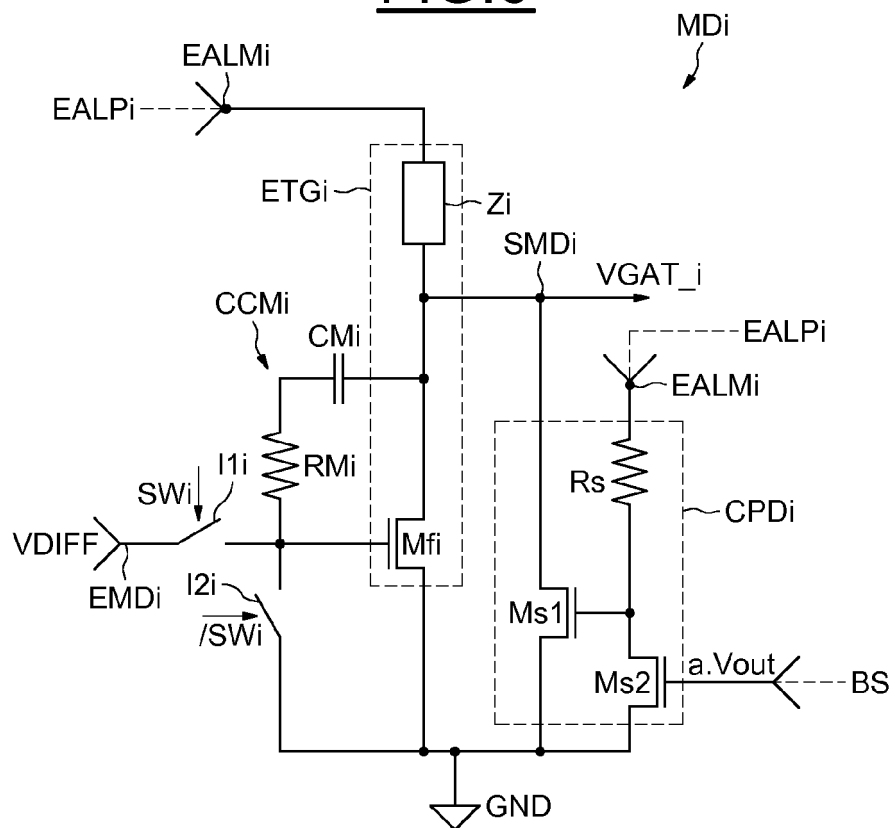 MDi
EALMi
EALPi
ETGi
Zi
SMDi
VGAT_i
CCMi
CMi
EALPi
EALMi
I1i
RMi
SWi
Rs
CPDi
VDIFF
Mfi
EMDi
I2i
/SWi
Ms1
a.Vout
Ms2
BS
GND